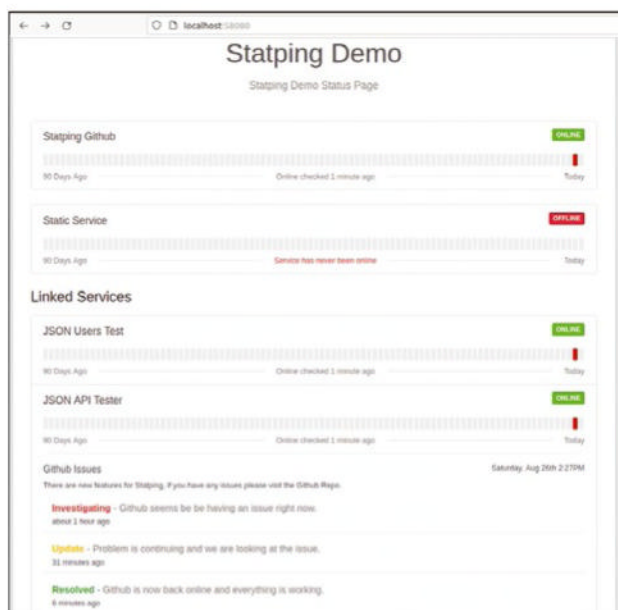 localhost:58080
Statping Demo
Statping Demo Status Page
Statping Github
ONLINE
90 Days Ago
Online checked 1 minute ago
Today
Static Service
OFFLINE
90 Days Ago
Service has never been online
Today
Linked Services
JSON Users Test
ONLINE
90 Days Ago
Online checked 1 minute ago
Today
JSON API Tester
ONLINE
90 Days Ago
Online checked 1 minute ago
Today
Github Issues
Saturday, Aug 26th 2:27PM
There are new features for Statping, if you have any issues please visit the Github Repo.
Investigating - Github seems be be having an issue right now.
about 1 hour ago
Update - Problem is continuing and we are looking at the issue.
31 minutes ago
Resolved - Github is now back online and everything is working.
6 minutes ago